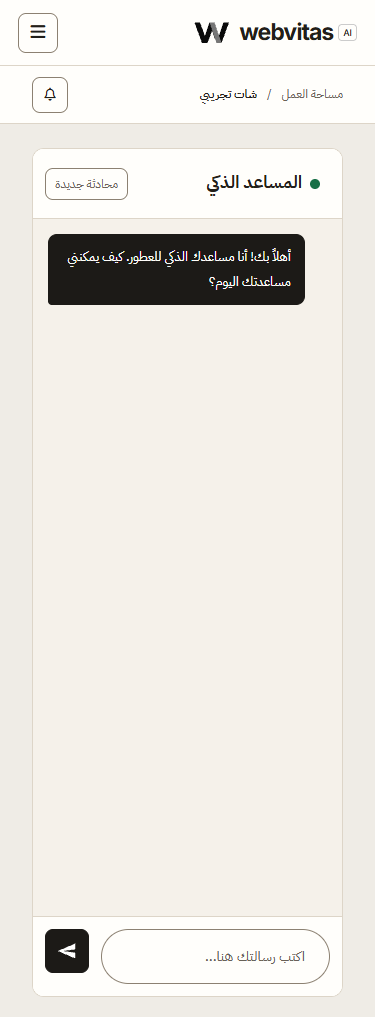 webvitas AI
مساحة العمل / شات تجريبي
المساعد الذكي
محادثة جديدة
أهلاً بك! أنا مساعدك الذكي للعطور. كيف يمكنني
مساعدتك اليوم؟
اكتب رسالتك هنا...